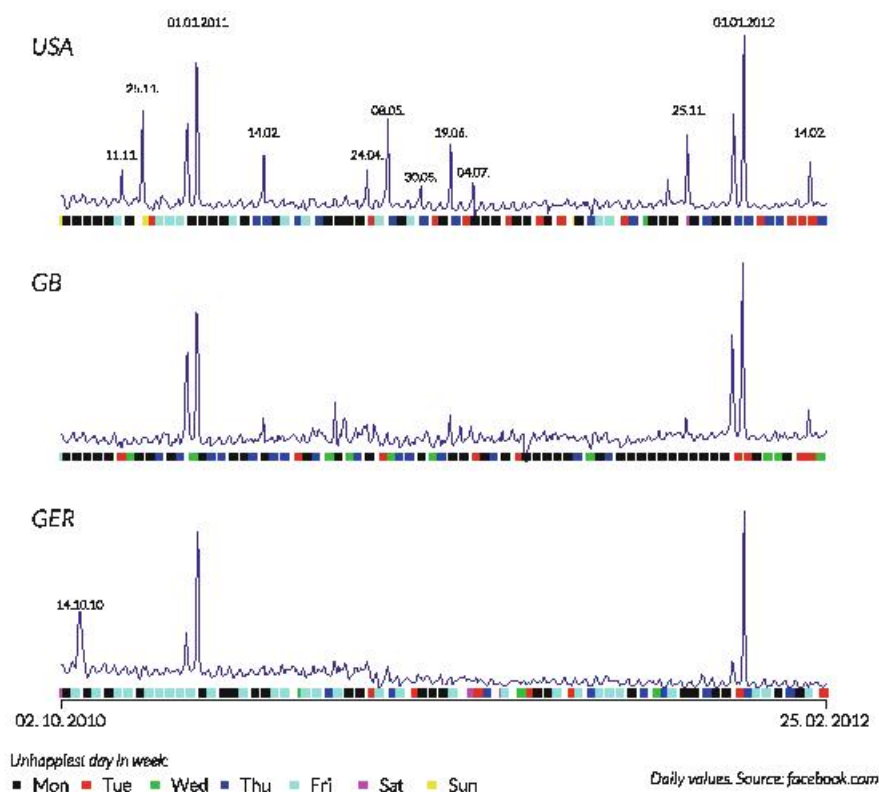 01.01.2011
01.01.2012
USA
25.11.
08.05.
25.11.
11.11.
14.02.
24.04.
19.06.
14.02.
30.05.
04.07.
GB
GER
14.10.10
02.10.2010
25.02.2012
Unhappiest day in week:
Mon Tue Wed Thu Fri Sat Sun
Daily values. Source: facebook.com